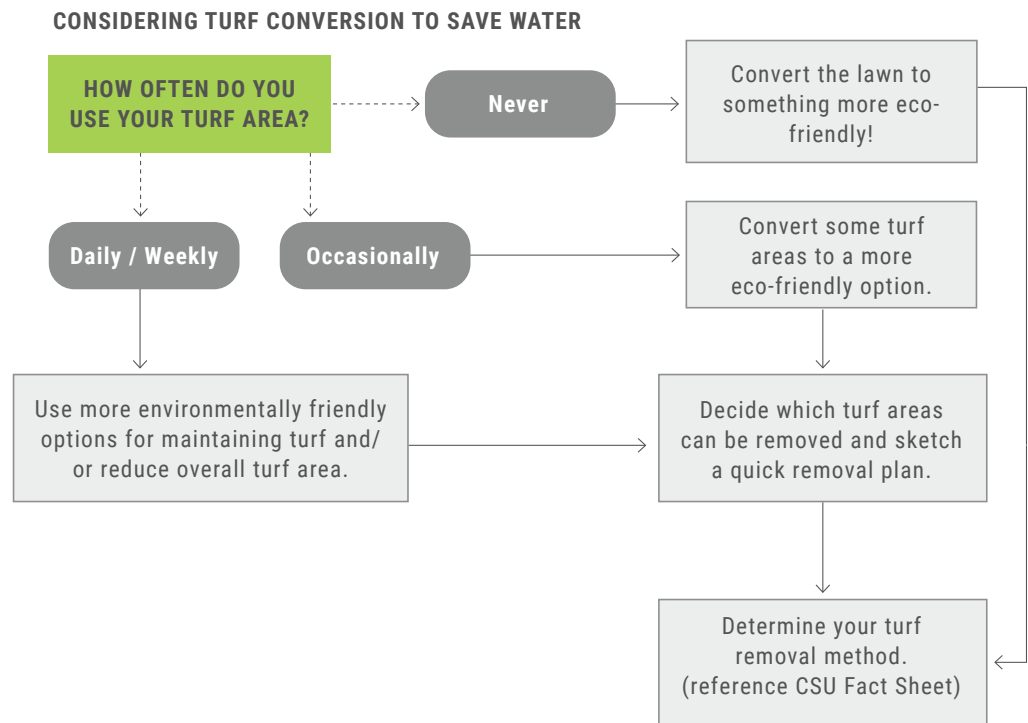 CONSIDERING TURF CONVERSION TO SAVE WATER
HOW OFTEN DO YOU
USE YOUR TURF AREA?
Never
Convert the lawn to
something more eco-
friendly!
Daily / Weekly
Occasionally
Convert some turf
areas to a more
eco-friendly option.
Use more environmentally friendly
options for maintaining turf and/
or reduce overall turf area.
Decide which turf areas
can be removed and sketch
a quick removal plan.
Determine your turf
removal method.
(reference CSU Fact Sheet)